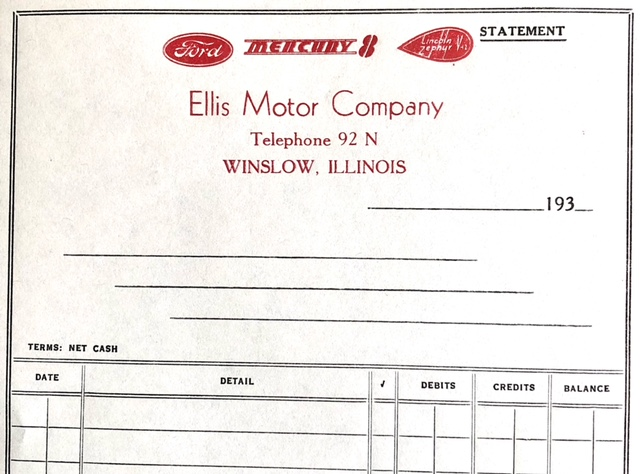 Ford MERCURY 8 Lincoln Zephyr V-12 STATEMENT
Ellis Motor Company
Telephone 92 N
WINSLOW, ILLINOIS
193
TERMS: NET CASH
DATE DETAIL √ DEBITS CREDITS BALANCE